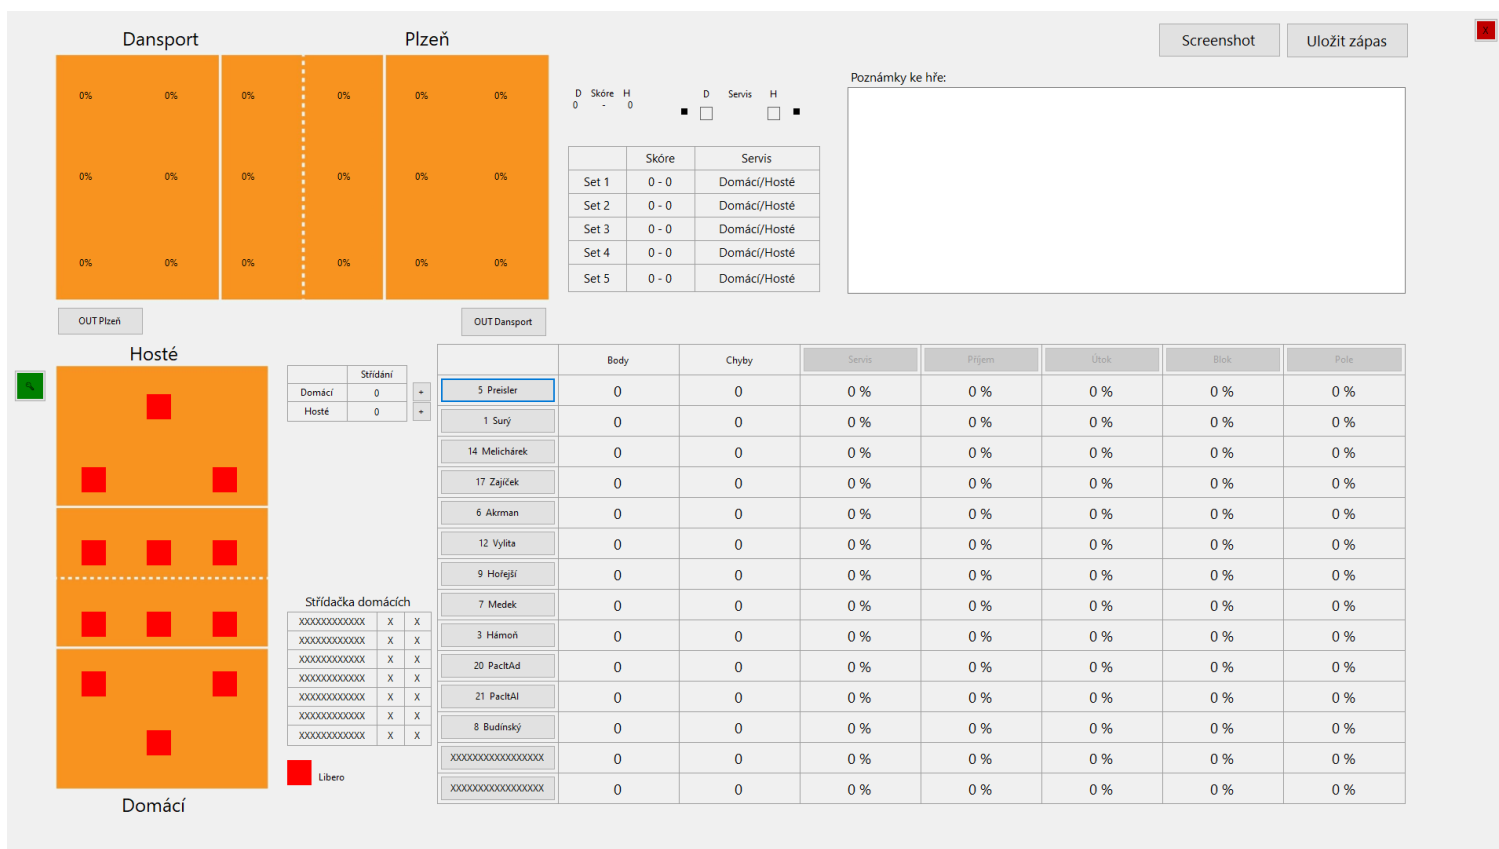 Dansport Plzeň Screenshot Uložit zápas X
Poznámky ke hře:
0% 0% 0% 0% 0% 0%
D Skóre H D Servis H
0 - 0
0% 0% 0% 0% 0% 0%
0% 0% 0% 0% 0% 0%
Skóre Servis
Set 1 0 - 0 Domácí/Hosté
Set 2 0 - 0 Domácí/Hosté
Set 3 0 - 0 Domácí/Hosté
Set 4 0 - 0 Domácí/Hosté
Set 5 0 - 0 Domácí/Hosté
OUT Plzeň OUT Dansport
Hosté
Střídání
Domácí 0 +
Hosté 0 +
Střídačka domácích
XXXXXXXXXXXX X X
XXXXXXXXXXXX X X
XXXXXXXXXXXX X X
XXXXXXXXXXXX X X
XXXXXXXXXXXX X X
XXXXXXXXXXXX X X
XXXXXXXXXXXX X X
Libero
Domácí
Body Chyby Servis Příjem Útok Blok Pole
5 Preisler 0 0 0 % 0 % 0 % 0 % 0 %
1 Surý 0 0 0 % 0 % 0 % 0 % 0 %
14 Melichárek 0 0 0 % 0 % 0 % 0 % 0 %
17 Zajíček 0 0 0 % 0 % 0 % 0 % 0 %
6 Akrman 0 0 0 % 0 % 0 % 0 % 0 %
12 Vylita 0 0 0 % 0 % 0 % 0 % 0 %
9 Hořejší 0 0 0 % 0 % 0 % 0 % 0 %
7 Medek 0 0 0 % 0 % 0 % 0 % 0 %
3 Hámoň 0 0 0 % 0 % 0 % 0 % 0 %
20 PacltAd 0 0 0 % 0 % 0 % 0 % 0 %
21 PacltAl 0 0 0 % 0 % 0 % 0 % 0 %
8 Budínský 0 0 0 % 0 % 0 % 0 % 0 %
XXXXXXXXXXXXXXXXX 0 0 0 % 0 % 0 % 0 % 0 %
XXXXXXXXXXXXXXXXX 0 0 0 % 0 % 0 % 0 % 0 %